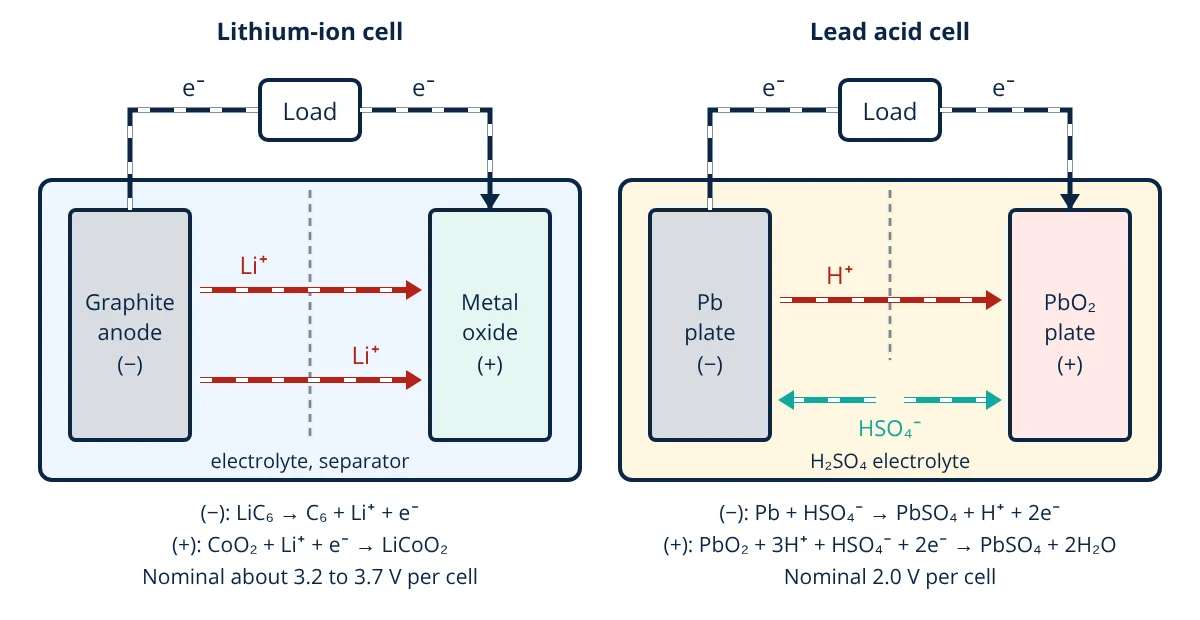 Lithium-ion cell
e⁻
Load
e⁻
Li⁺
Li⁺
Graphite
anode
(−)
Metal
oxide
(+)
electrolyte, separator
(−): LiC₆ → C₆ + Li⁺ + e⁻
(+): CoO₂ + Li⁺ + e⁻ → LiCoO₂
Nominal about 3.2 to 3.7 V per cell
Lead acid cell
e⁻
Load
e⁻
H⁺
Pb
plate
(−)
PbO₂
plate
(+)
HSO₄⁻
H₂SO₄ electrolyte
(−): Pb + HSO₄⁻ → PbSO₄ + H⁺ + 2e⁻
(+): PbO₂ + 3H⁺ + HSO₄⁻ + 2e⁻ → PbSO₄ + 2H₂O
Nominal 2.0 V per cell